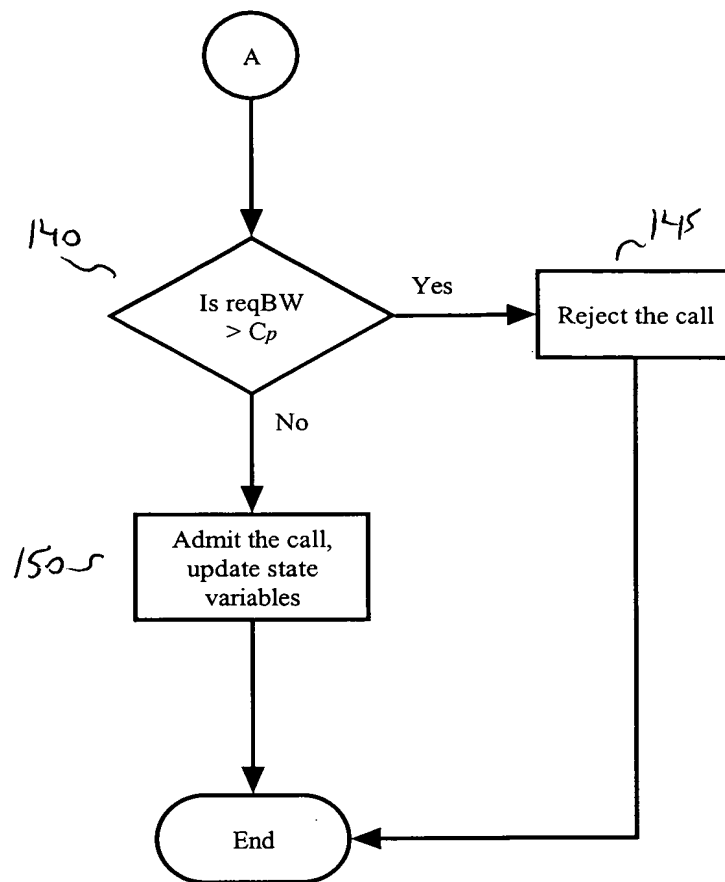 A
140
145
Is reqBW
> Cp
Yes
Reject the call
No
150
Admit the call,
update state
variables
End